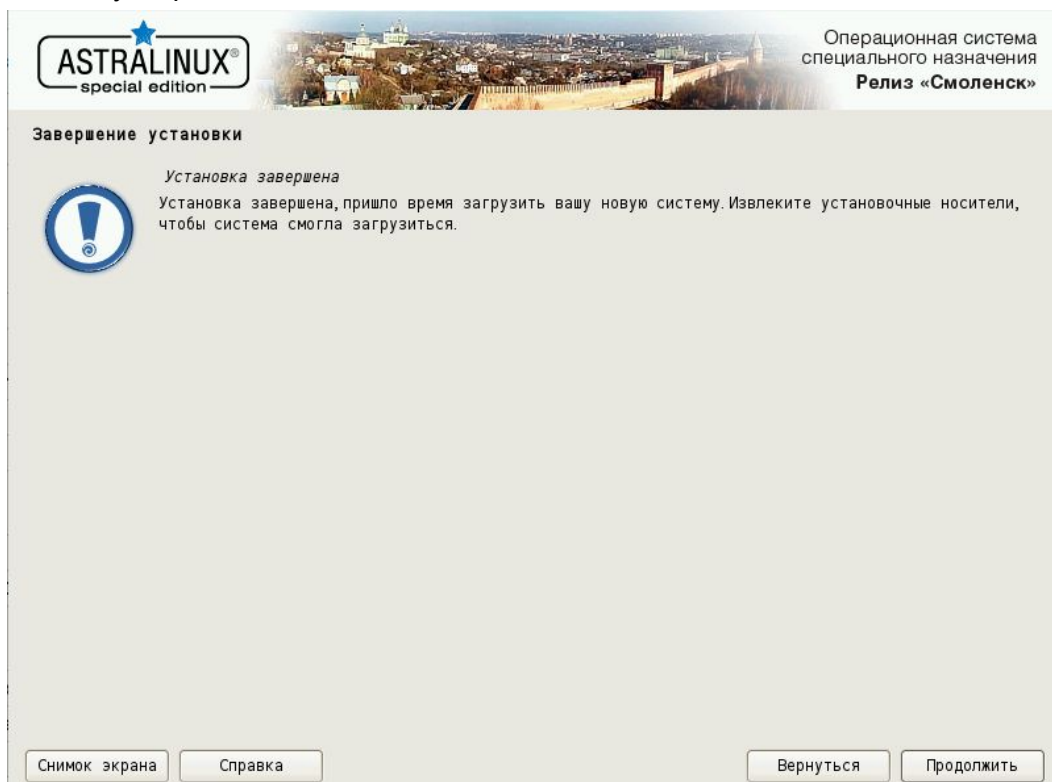 ASTRALINUX®
special edition
Операционная система
специального назначения
Релиз «Смоленск»
Завершение установки
Установка завершена
Установка завершена, пришло время загрузить вашу новую систему. Извлеките установочные носители,
чтобы система смогла загрузиться.
Снимок экрана
Справка
Вернуться
Продолжить